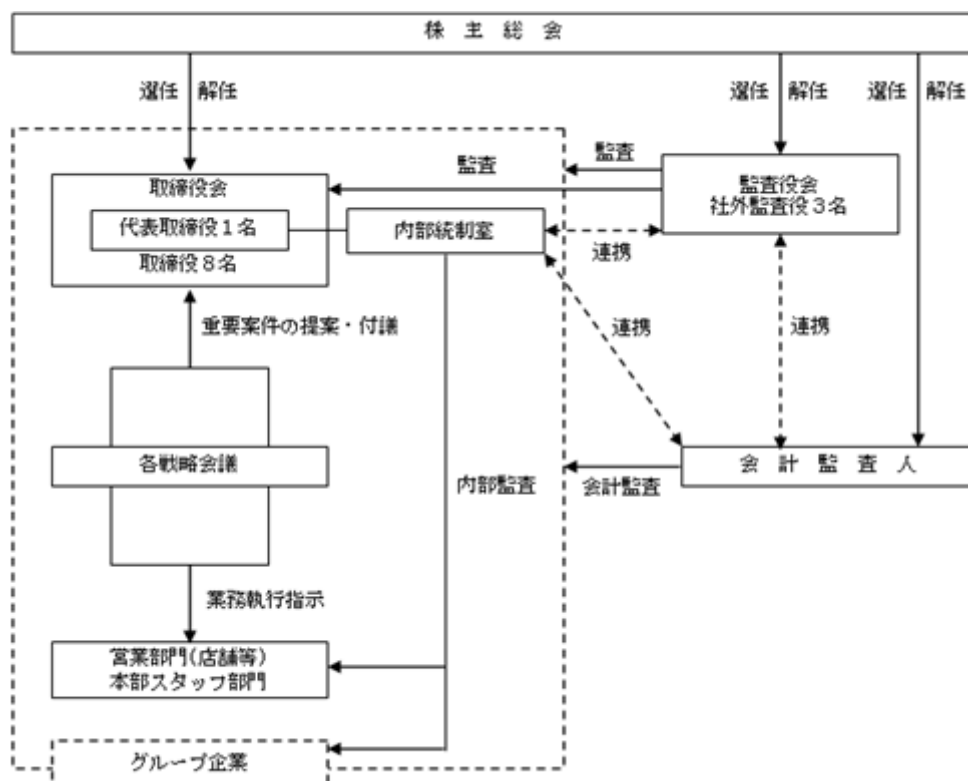 株主総会
選任 解任
選任 解任
選任 解任
監査
監査
取締役会
代表取締役1名
取締役8名
内部統制室
監査役会
社外監査役3名
連携
重要案件の提案・付議
連携
連携
各戦略会議
会計監査人
内部監査
会計監査
業務執行指示
営業部門(店舗等)
本部スタッフ部門
グループ企業